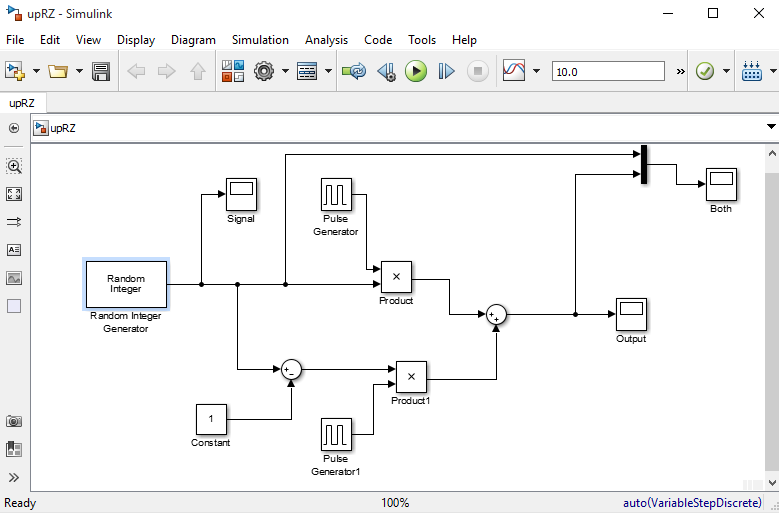 upRZ - Simulink
File Edit View Display Diagram Simulation Analysis Code Tools Help
10.0 »
upRZ
upRZ
Signal
Pulse
Generator
Both
Random
Integer
Random Integer
Generator
×
Product
+
+
Output
+
−
×
Product1
1
Constant
Pulse
Generator1
Ready 100% auto(VariableStepDiscrete)